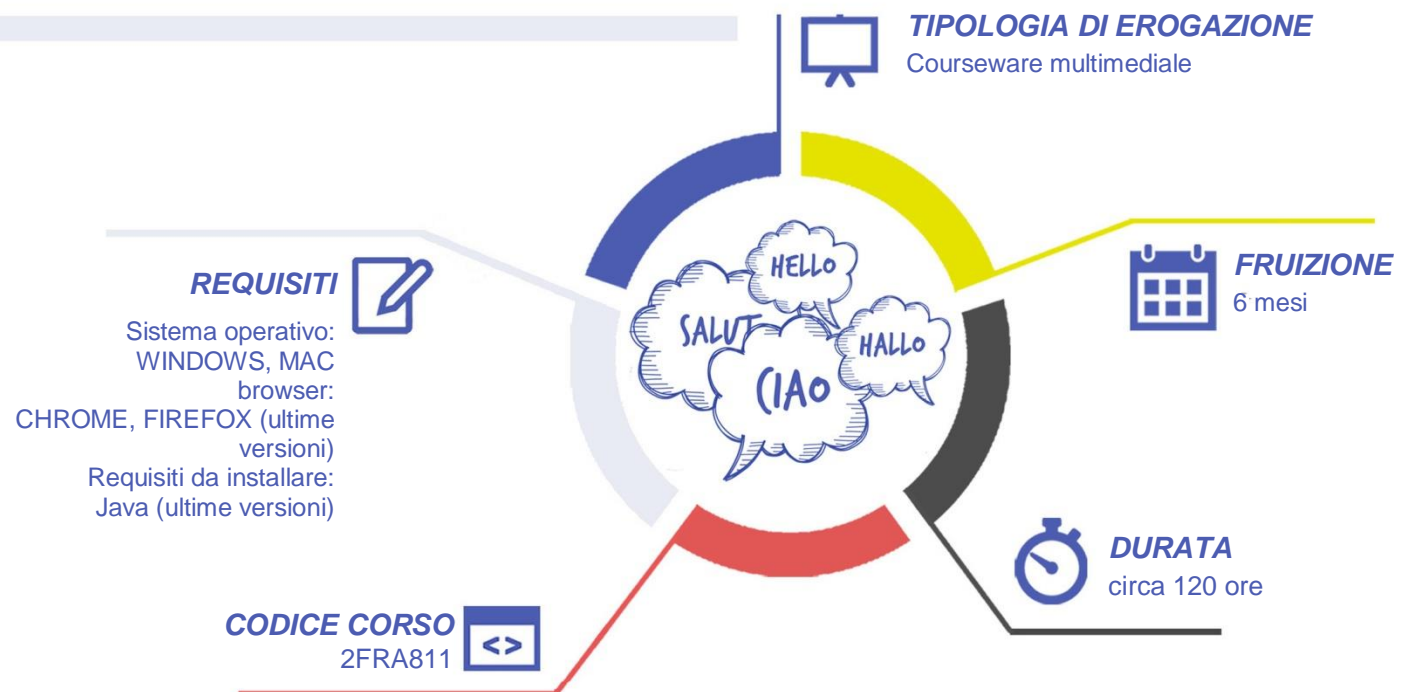 TIPOLOGIA DI EROGAZIONE
Courseware multimediale
REQUISITI
Sistema operativo:
WINDOWS, MAC
browser:
CHROME, FIREFOX (ultime
versioni)
Requisiti da installare:
Java (ultime versioni)
HELLO
SALUT
HALLO
CIAO
FRUIZIONE
6 mesi
DURATA
circa 120 ore
CODICE CORSO
2FRA811
<>